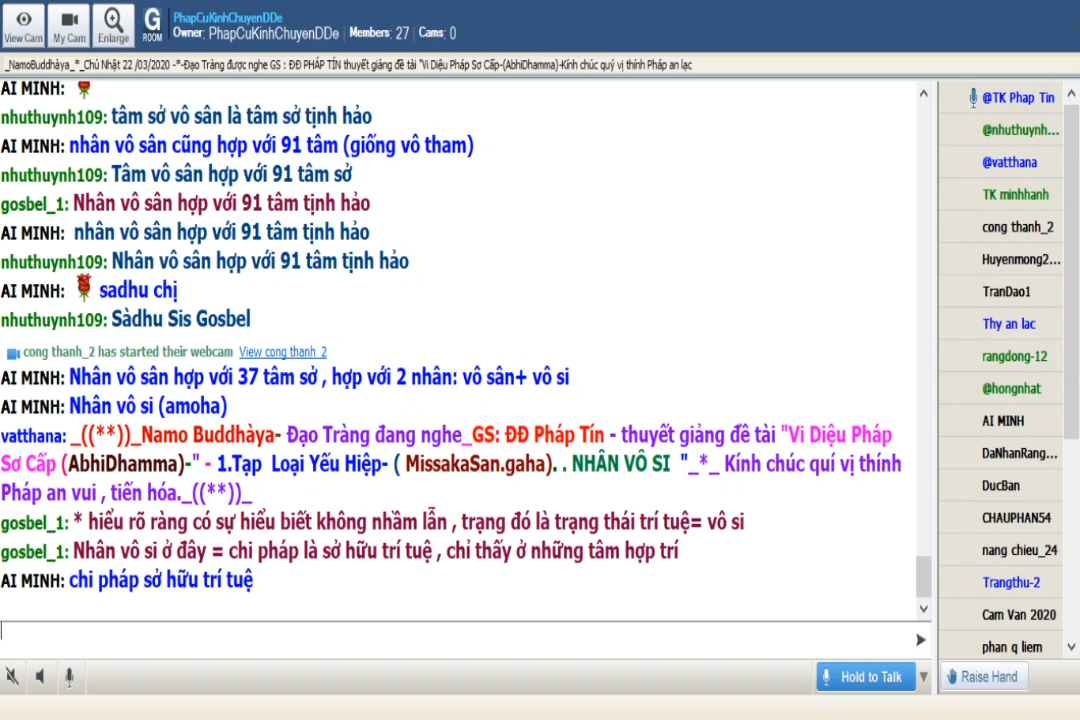 View Cam
My Cam
Enlarge
G
ROOM
PhapCuKinhChuyenDDe
Owner: PhapCuKinhChuyenDDe Members: 27 Cams: 0
_NamoBuddhàya_*_Chủ Nhật 22 /03/2020 -*-Đạo Tràng được nghe GS : ĐĐ PHÁP TÍN thuyết giảng đề tài "Vi Diệu Pháp Sơ Cấp-(AbhiDhamma)-Kính chúc quý vị thính Pháp an lạc
AI MINH:
nhuthuynh109: tâm sở vô sân là tâm sở tịnh hảo
AI MINH: nhân vô sân cũng hợp với 91 tâm (giống vô tham)
nhuthuynh109: Tâm vô sân hợp với 91 tâm sở
gosbel_1: Nhân vô sân hợp với 91 tâm tịnh hảo
AI MINH: nhân vô sân hợp với 91 tâm tịnh hảo
nhuthuynh109: Nhân vô sân hợp với 91 tâm tịnh hảo
AI MINH: sadhu chị
nhuthuynh109: Sàdhu Sis Gosbel
cong thanh_2 has started their webcam View cong thanh_2
AI MINH: Nhân vô sân hợp với 37 tâm sở , hợp với 2 nhân: vô sân+ vô si
AI MINH: Nhân vô si (amoha)
vatthana: _((**))_Namo Buddhàya- Đạo Tràng đang nghe_GS: ĐĐ Pháp Tín - thuyết giảng đề tài "Vi Diệu Pháp
Sơ Cấp (AbhiDhamma)-" - 1.Tạp Loại Yếu Hiệp- ( MissakaSan.gaha). . NHÂN VÔ SI "_*_ Kính chúc quí vị thính
Pháp an vui , tiến hóa._((**))_
gosbel_1: * hiểu rõ ràng có sự hiểu biết không nhầm lẫn , trạng đó là trạng thái trí tuệ= vô si
gosbel_1: Nhân vô si ở đây = chi pháp là sở hữu trí tuệ , chỉ thấy ở những tâm hợp trí
AI MINH: chi pháp sở hữu trí tuệ
Hold to Talk
@TK Phap Tin
@nhuthuynh...
@vatthana
TK minhhanh
cong thanh_2
Huyenmong2...
TranDao1
Thy an lac
rangdong-12
@hongnhat
AI MINH
DaNhanRang...
DucBan
CHAUPHAN54
nang chieu_24
Trangthu-2
Cam Van 2020
phan q liem
Raise Hand